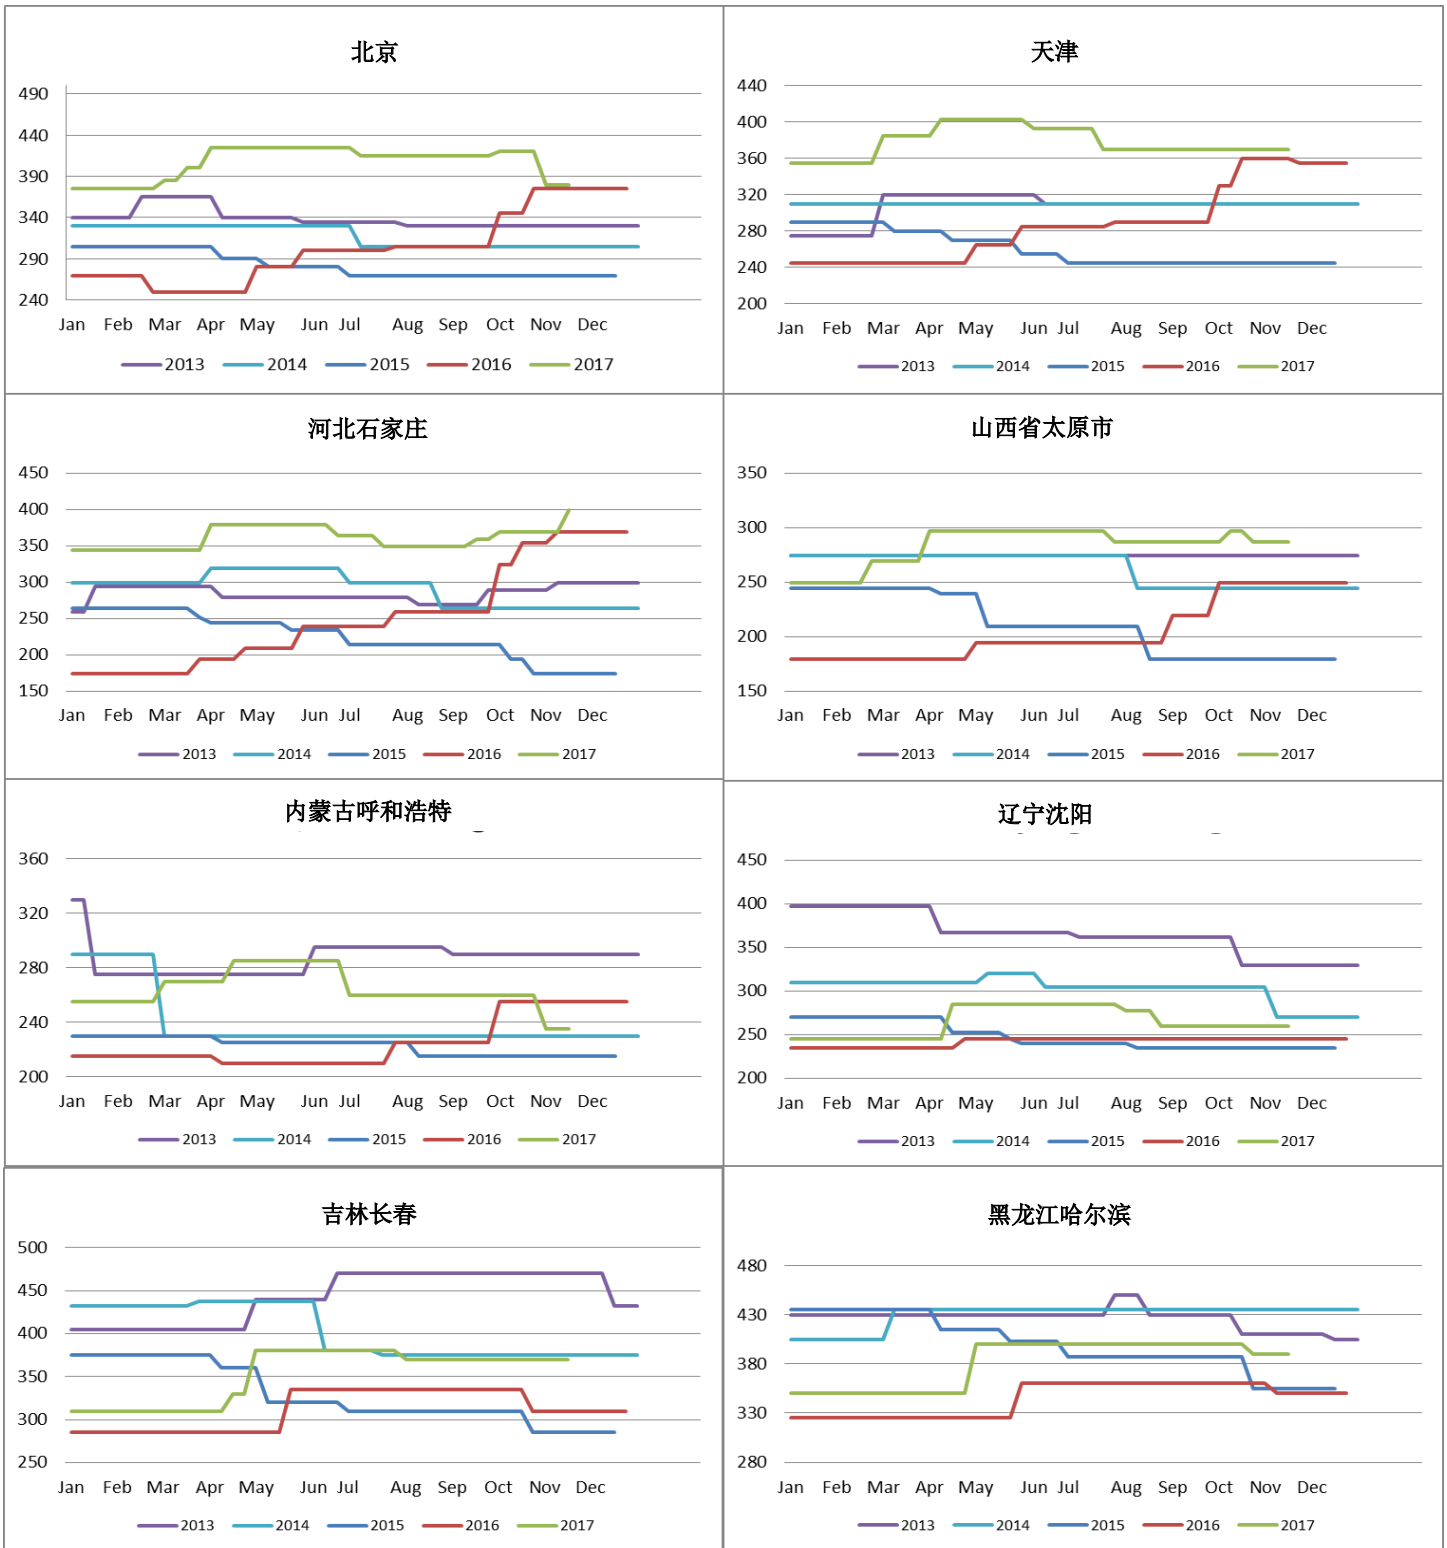 北京
490
440
390
340
290
240
Jan Feb Mar Apr May Jun Jul Aug Sep Oct Nov Dec
2013 2014 2015 2016 2017
天津
440
400
360
320
280
240
200
Jan Feb Mar Apr May Jun Jul Aug Sep Oct Nov Dec
2013 2014 2015 2016 2017
河北石家庄
450
400
350
300
250
200
150
Jan Feb Mar Apr May Jun Jul Aug Sep Oct Nov Dec
2013 2014 2015 2016 2017
山西省太原市
350
300
250
200
150
Jan Feb Mar Apr May Jun Jul Aug Sep Oct Nov Dec
2013 2014 2015 2016 2017
内蒙古呼和浩特
360
320
280
240
200
Jan Feb Mar Apr May Jun Jul Aug Sep Oct Nov Dec
2013 2014 2015 2016 2017
辽宁沈阳
450
400
350
300
250
200
Jan Feb Mar Apr May Jun Jul Aug Sep Oct Nov Dec
2013 2014 2015 2016 2017
吉林长春
500
450
400
350
300
250
Jan Feb Mar Apr May Jun Jul Aug Sep Oct Nov Dec
2013 2014 2015 2016 2017
黑龙江哈尔滨
480
430
380
330
280
Jan Feb Mar Apr May Jun Jul Aug Sep Oct Nov Dec
2013 2014 2015 2016 2017